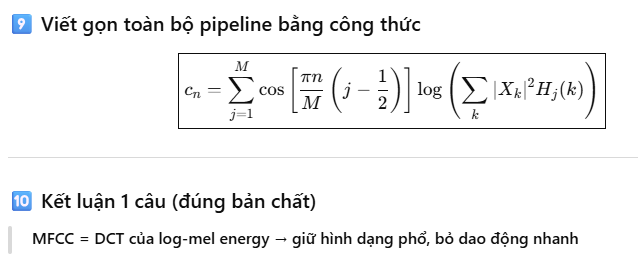 9 Viết gọn toàn bộ pipeline bằng công thức
c_n = \sum_{j=1}^{M} \cos\left[\frac{\pi n}{M}\left(j - \frac{1}{2}\right)\right] \log\left(\sum_{k} |X_k|^2 H_j(k)\right)
10 Kết luận 1 câu (đúng bản chất)
MFCC = DCT của log-mel energy → giữ hình dạng phổ, bỏ dao động nhanh